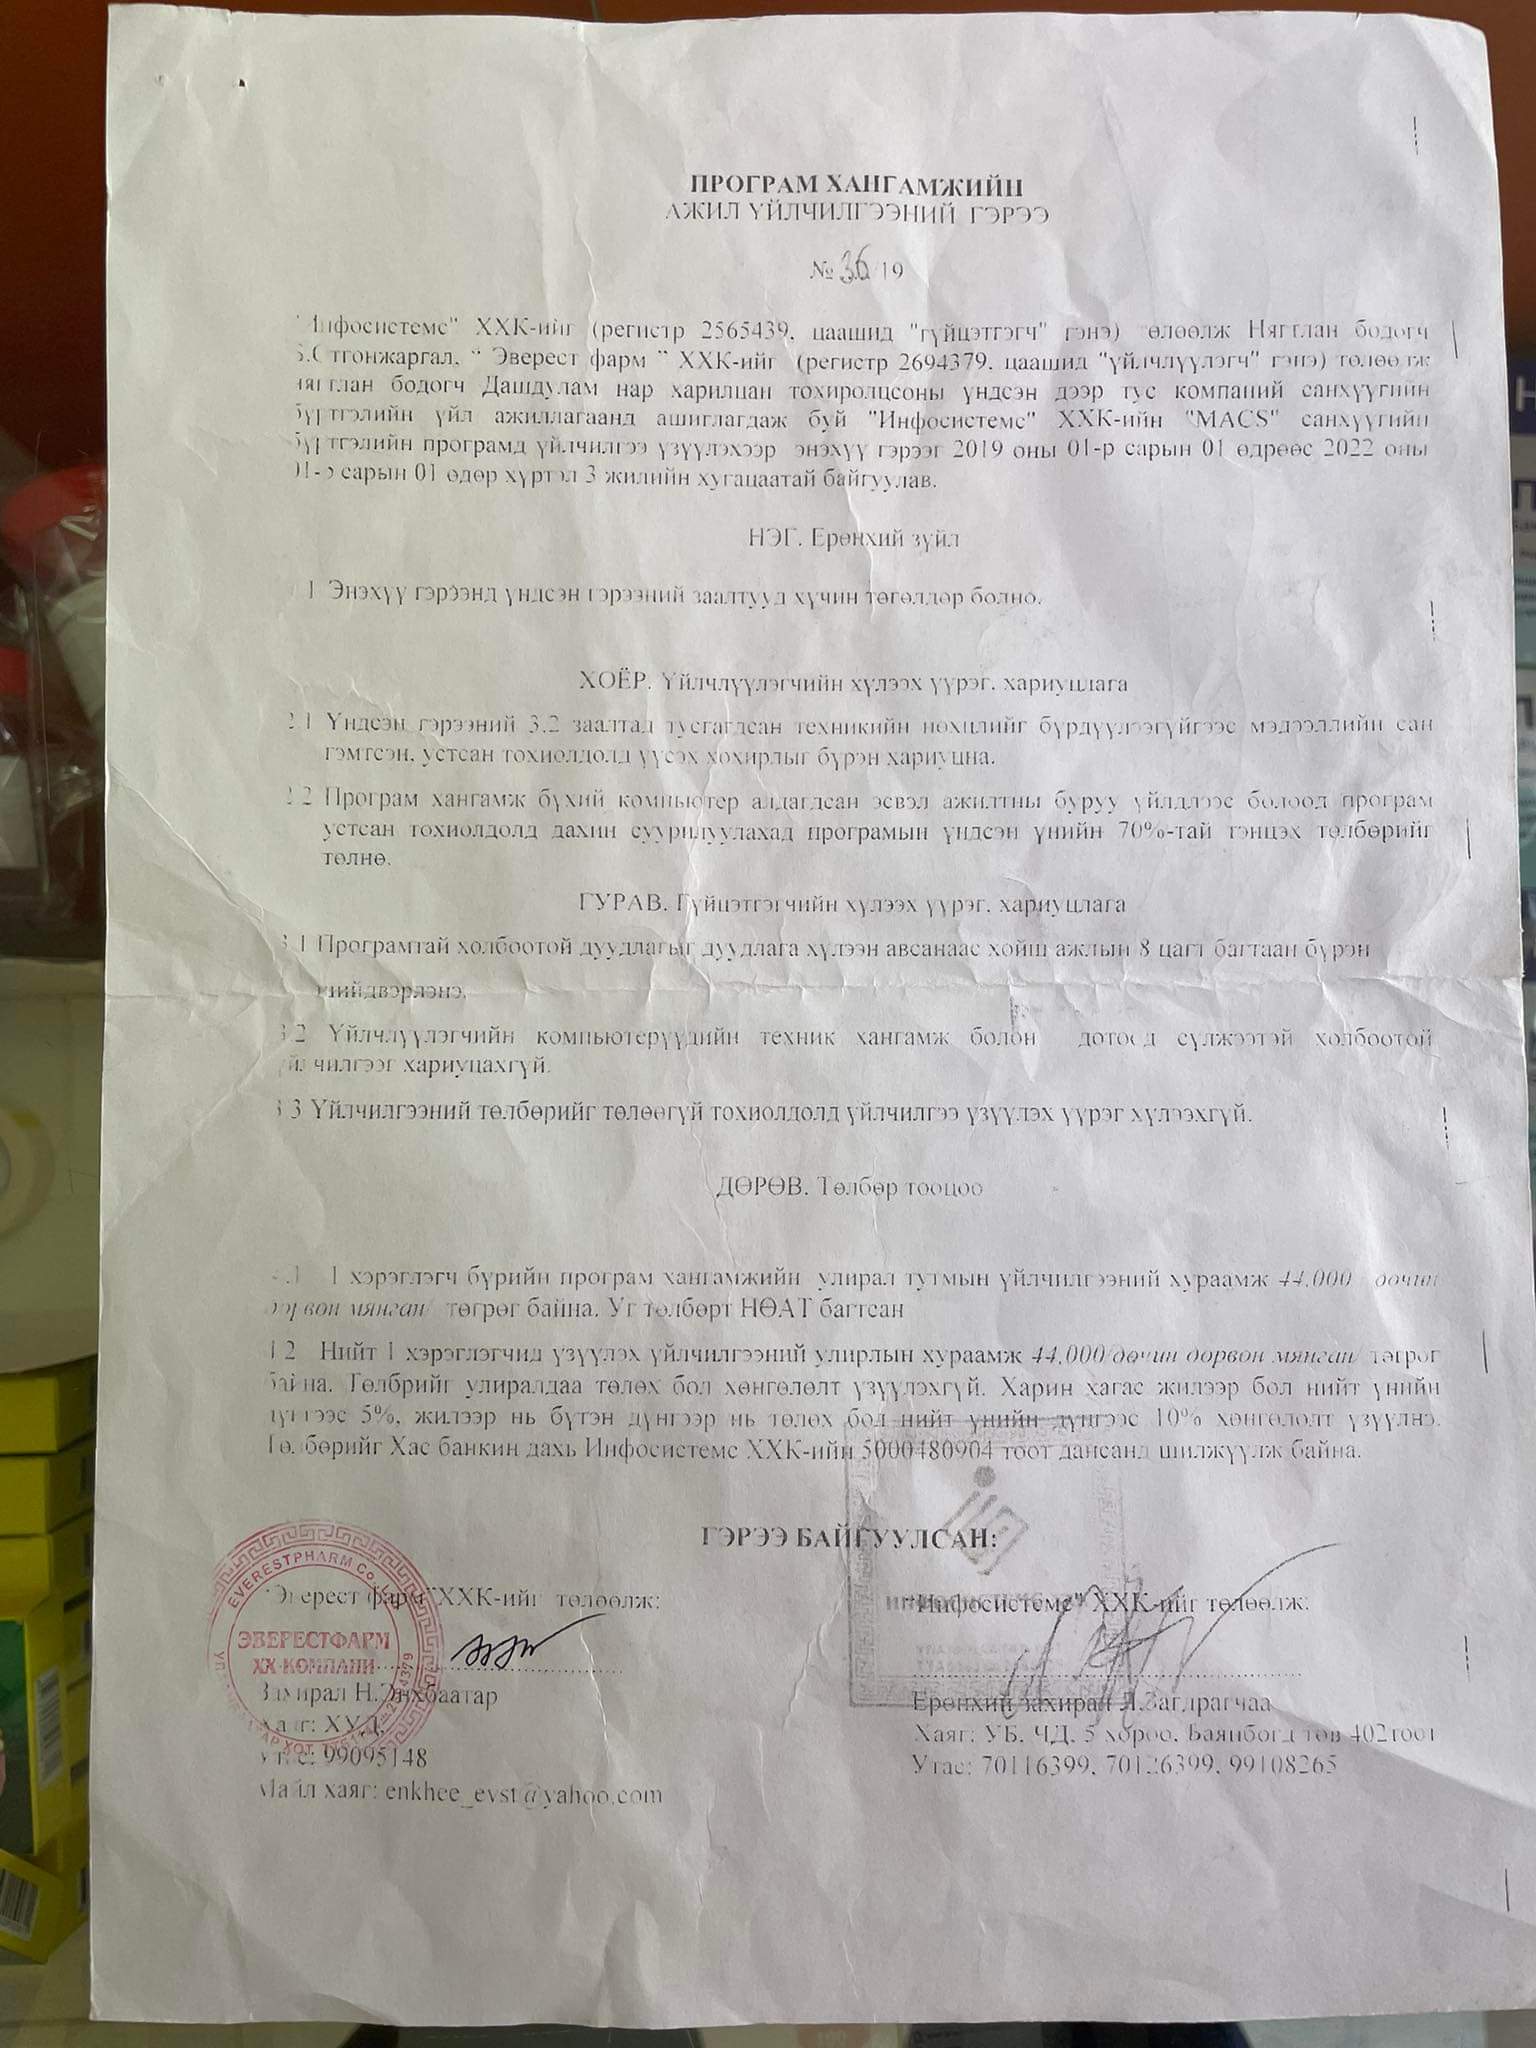 ПРОГРАМ ХАНГАМЖИЙН
АЖИЛ ҮЙЛЧИЛГЭЭНИЙ ГЭРЭЭ
№ 36/19
"Инфосистемс" ХХК-ийг (регистр 2565439, цаашид "гүйцэтгэгч" гэнэ) төлөөлж Нягтлан бодогч
Отгонжаргал, " Эверест фарм " ХХК-ийг (регистр 2694379, цаашид "үйлчлүүлэгч" гэнэ) төлөөлж
нягтлан бодогч Дашдулам нар харилцан тохиролцсоны үндсэн дээр тус компаний санхүүгийн
бүртгэлийн үйл ажиллагаанд ашиглагдаж буй "Инфосистемс" ХХК-ийн "MACS" санхүүгийн
бүртгэлийн програмд үйлчилгээ үзүүлэхээр энэхүү гэрээг 2019 оны 01-р сарын 01 өдрөөс 2022 оны
01-р сарын 01 өдөр хүртэл 3 жилийн хугацаатай байгуулав.
НЭГ. Ерөнхий зүйл
1 Энэхүү гэрээнд үндсэн гэрээний заалтууд хүчин төгөлдөр болно.
ХОЁР. Үйлчлүүлэгчийн хүлээх үүрэг, хариуцлага
2.1 Үндсэн гэрээний 3.2 заалтад тусгагдсан техникийн нөхцлийг бүрдүүлээгүйгээс мэдээллийн сан
гэмтсэн, устсан тохиолдолд үүсэх хохирлыг бүрэн хариуцна.
2.2 Програм хангамж бүхий компьютер алдагдсан эсвэл ажилтны буруу үйлдлээс болоод програм
устсан тохиолдолд дахин суурилуулахад програмын үндсэн үнийн 70%-тай тэнцэх төлбөрийг
төлнө.
ГУРАВ. Гүйцэтгэгчийн хүлээх үүрэг, хариуцлага
3.1 Програмтай холбоотой дуудлагыг дуудлага хүлээн авсанаас хойш ажлын 8 цагт багтаан бүрэн
шийдвэрлэнэ.
3.2 Үйлчлүүлэгчийн компьютерүүдийн техник хангамж болон дотоод сүлжээтэй холбоотой
үйлчилгээг хариуцахгүй.
3.3 Үйлчилгээний төлбөрийг төлөөгүй тохиолдолд үйлчилгээ үзүүлэх үүрэг хүлээхгүй.
ДӨРӨВ. Төлбөр тооцоо
4.1 1 хэрэглэгч бүрийн програм хангамжийн улирал тутмын үйлчилгээний хураамж 44,000 /дөчин
дөрвөн мянган/ төгрөг байна. Уг төлбөрт НӨАТ багтсан
4.2 Нийт 1 хэрэглэгчид үзүүлэх үйлчилгээний улирлын хураамж 44,000/дөчин дөрвөн мянган/ төгрөг
байна. Төлбрийг улиралдаа төлөх бол хөнгөлөлт үзүүлэхгүй. Харин хагас жилээр бол нийт үнийн
дүнгээс 5%, жилээр нь бүтэн дүнгээр нь төлөх бол нийт үнийн дүнгээс 10% хөнгөлөлт үзүүлнэ.
Төлбөрийг Хас банкин дахь Инфосистемс ХХК-ийн 5000480904 тоот дансанд шилжүүлж байна.
ГЭРЭЭ БАЙГУУЛСАН:
"Эверест фарм"ХХК-ийг төлөөлж:
"Инфосистемс" ХХК-ийг төлөөлж:
EVERESTPHARM Co.
ЭВЕРЕСТФАРМ
ХХ КОМПАНИ
Захирал Н.Энхбаатар
Хаяг: ХУД.
Утас: 99095148
Майл хаяг: enkhee_evst@yahoo.com
Ерөнхий захирал Л.Загдрагчаа
Хаяг: УБ. ЧД. 5 хороо, Баянбогд төв 402тоот
Утас: 70116399, 70126399, 99108265